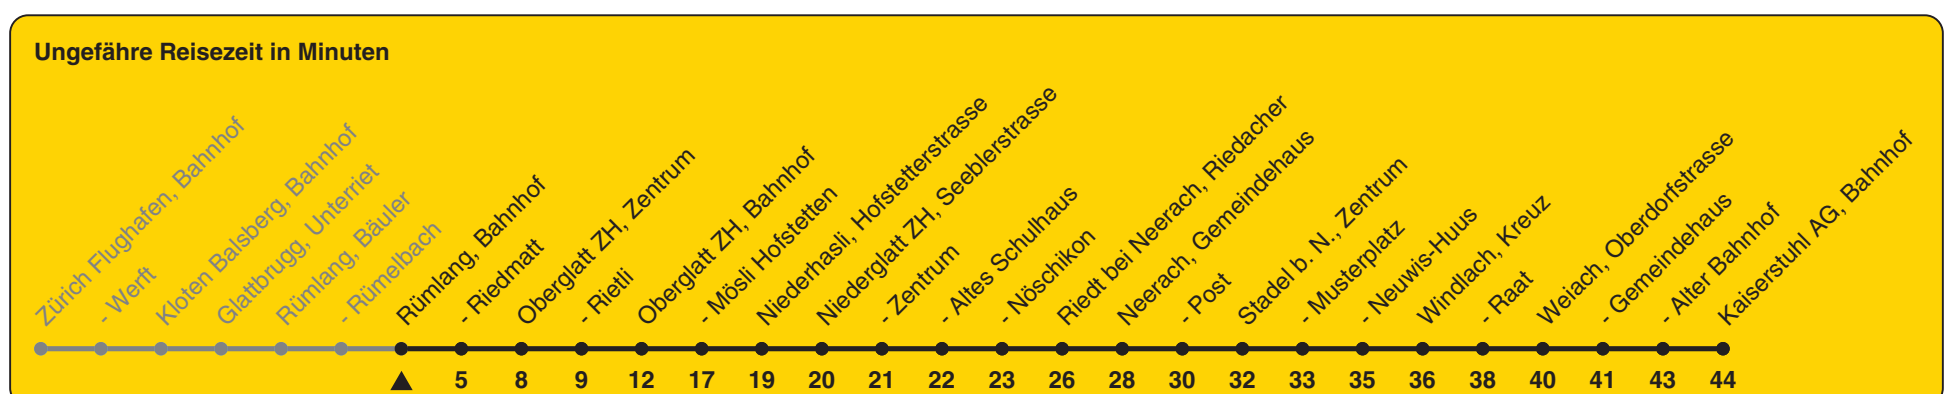 Ungefähre Reisezeit in Minuten
Zürich Flughafen, Bahnhof
- Werft
Kloten Balsberg, Bahnhof
Glattbrugg, Unterriet
Rümlang, Bäuler
- Rümelbach
Rümlang, Bahnhof
- Riedmatt
Oberglatt ZH, Zentrum
- Rietli
Oberglatt ZH, Bahnhof
- Mösli Hofstetten
Niederhasli, Hofstetterstrasse
Niederglatt ZH, Seeblerstrasse
- Zentrum
- Altes Schulhaus
- Nöschikon
Riedt bei Neerach, Riedacher
Neerach, Gemeindehaus
- Post
Stadel b. N., Zentrum
- Musterplatz
- Neuwis-Huus
Windlach, Kreuz
- Raat
Weiach, Oberdorfstrasse
- Gemeindehaus
- Alter Bahnhof
Kaiserstuhl AG, Bahnhof
5 8 9 12 17 19 20 21 22 23 26 28 30 32 33 35 36 38 40 41 43 44